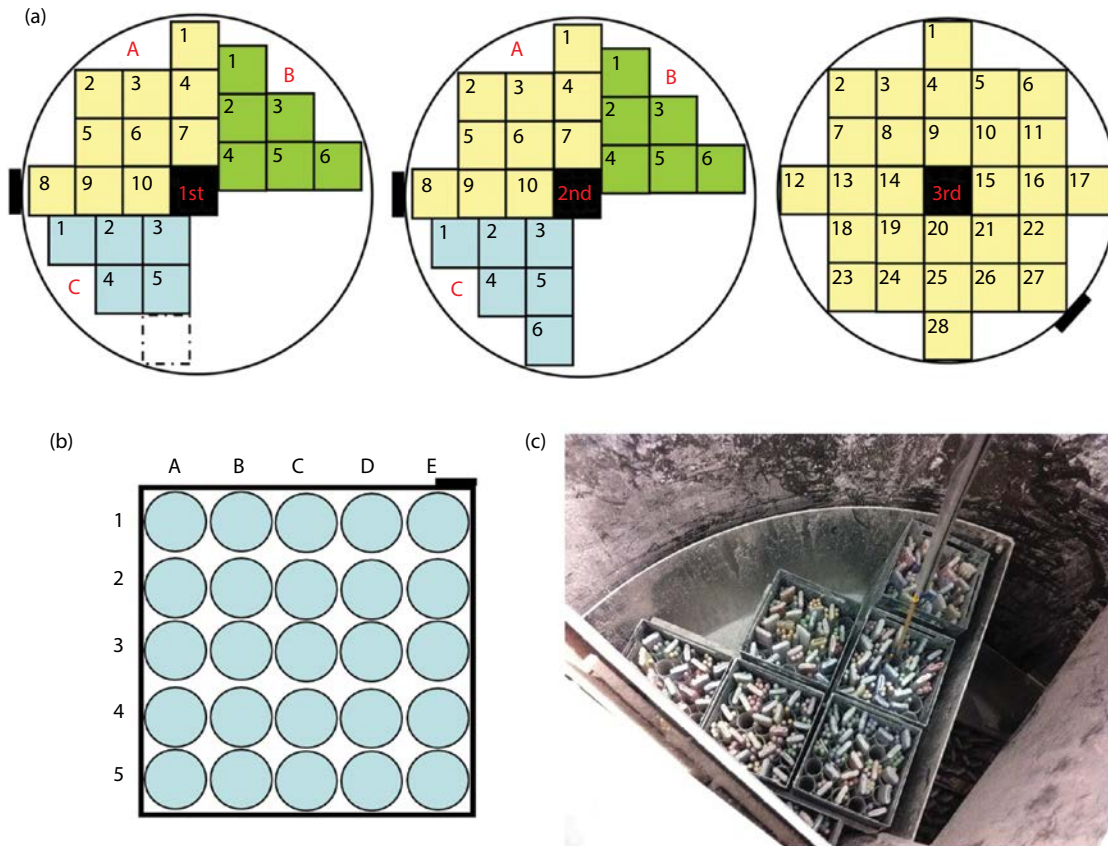 (a)
A
1
2 3 4
5 6 7
8 9 10 1st
B
1
2 3
4 5 6
C
1 2 3
4 5
A
1
2 3 4
5 6 7
8 9 10 2nd
B
1
2 3
4 5 6
C
1 2 3
4 5
6
1
2 3 4 5 6
7 8 9 10 11
12 13 14 3rd 15 16 17
18 19 20 21 22
23 24 25 26 27
28
(b)
A B C D E
1
2
3
4
5
(c)